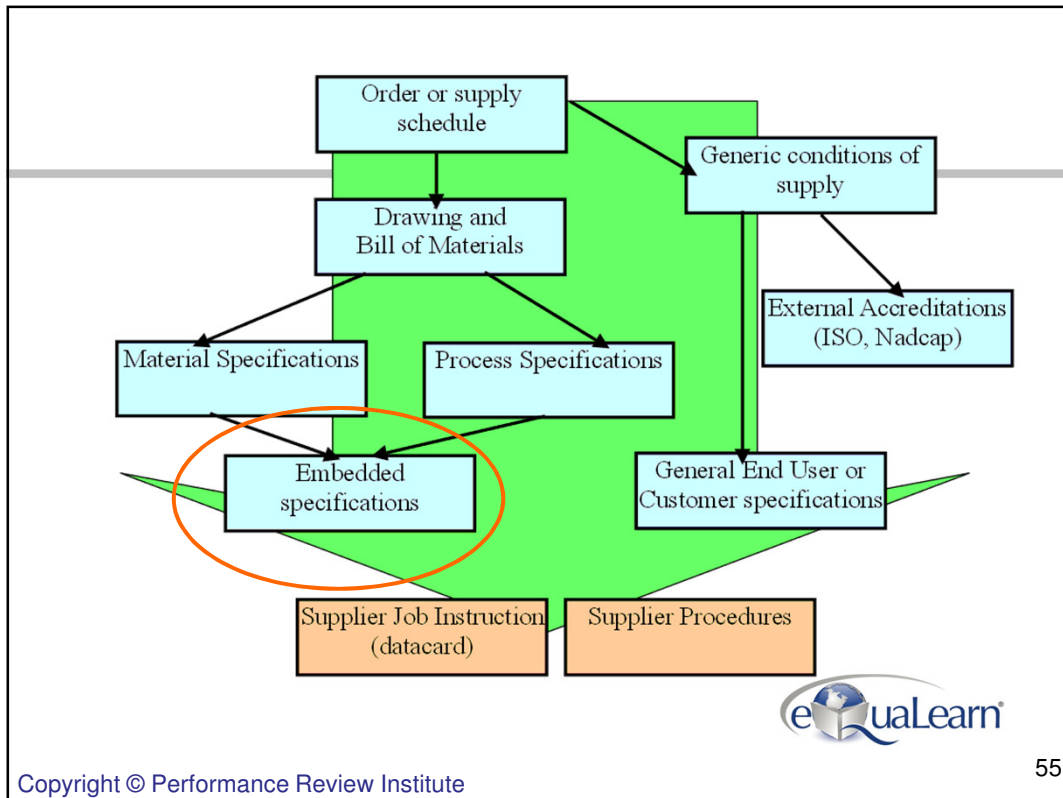 Order or supply
schedule
Generic conditions of
supply
Drawing and
Bill of Materials
External Accreditations
(ISO, Nadcap)
Material Specifications
Process Specifications
Embedded
specifications
General End User or
Customer specifications
Supplier Job Instruction
(datacard)
Supplier Procedures
eQuaLearn®
Copyright © Performance Review Institute
55